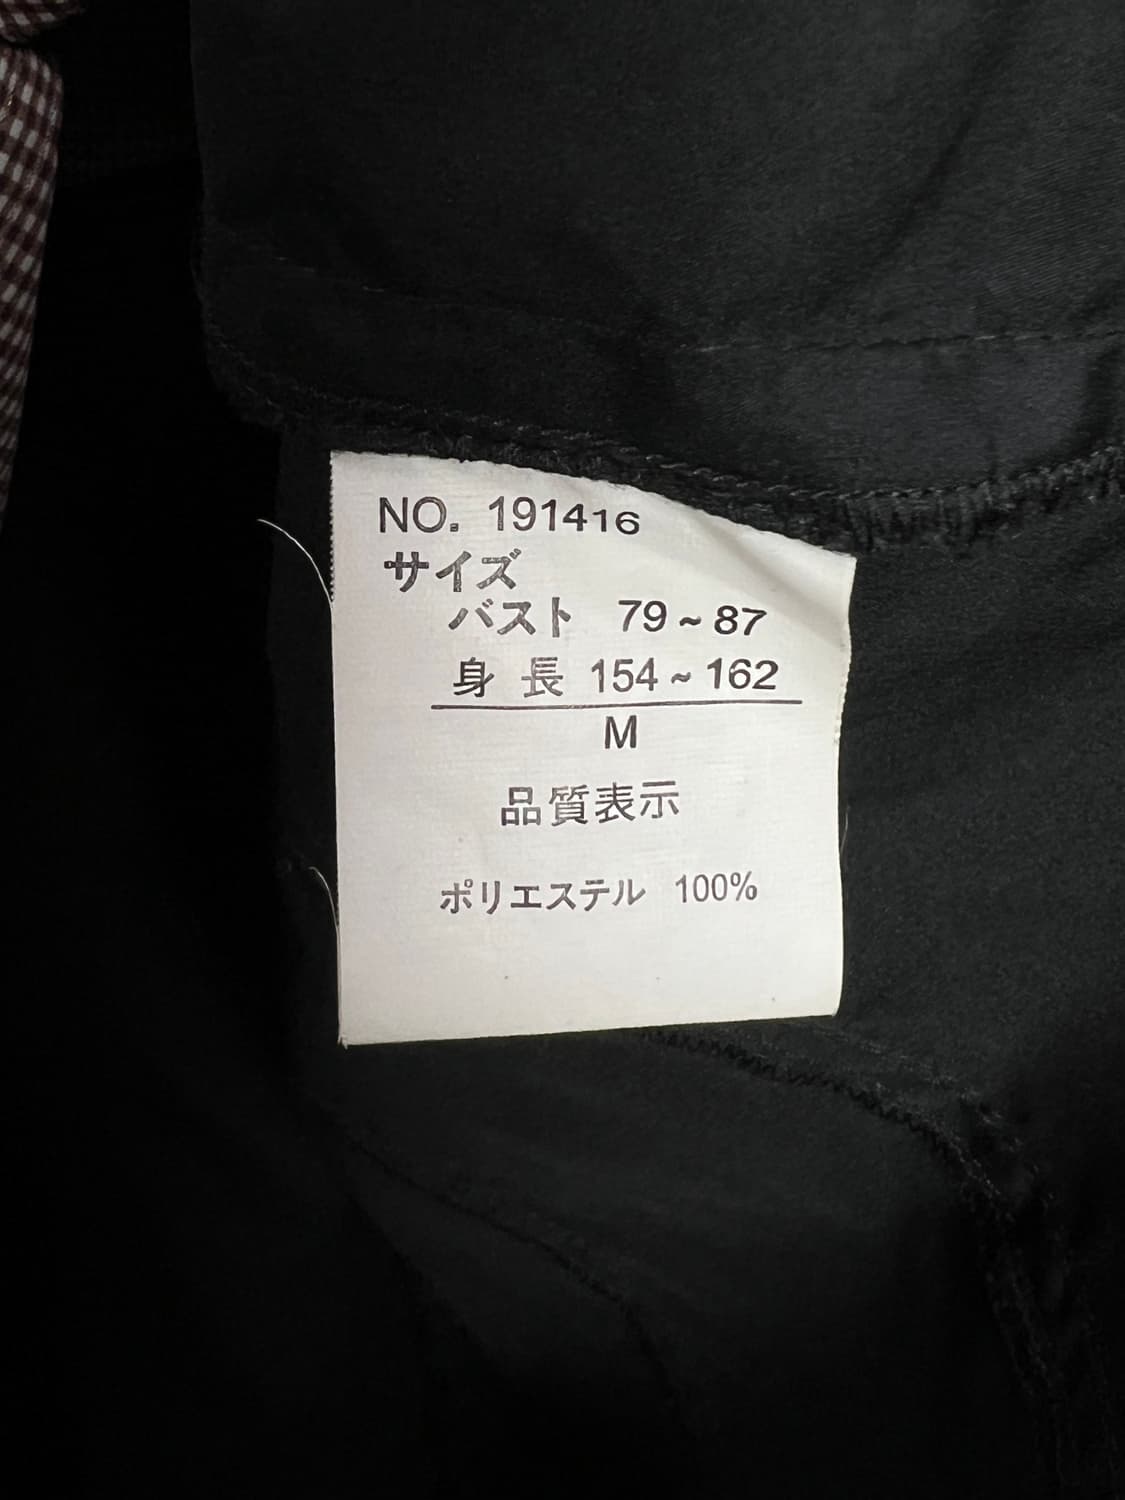 NO. 191416
サイズ
バスト 79~87
身長 154~162
M
品質表示
ポリエステル 100%